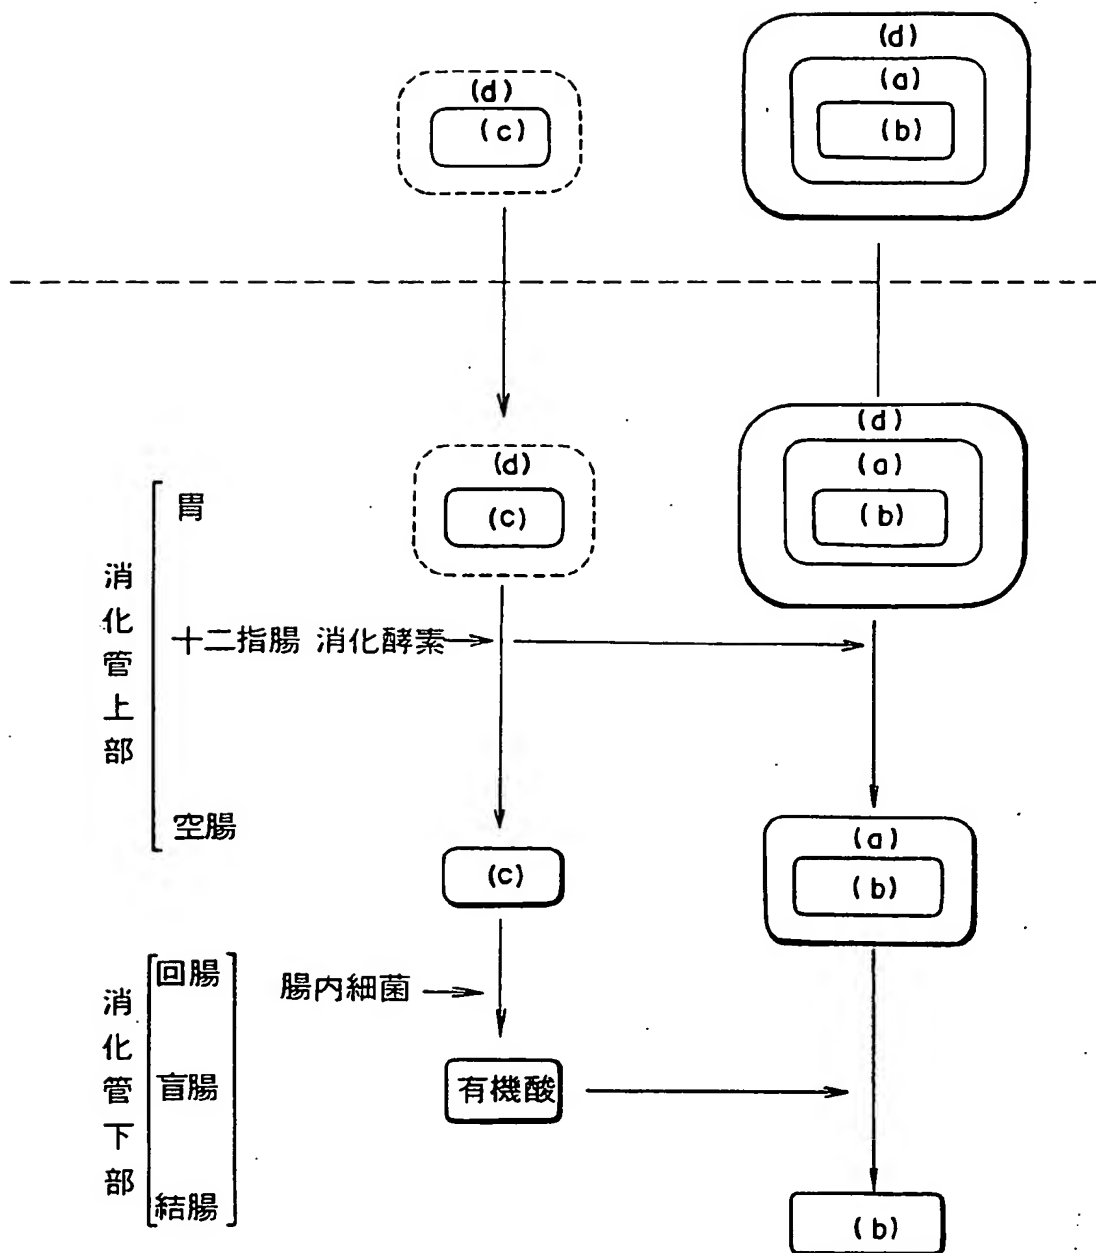 (d)
(d)
(a)
(c)
(b)
(d)
(a)
(d)
(c)
(b)
消化管上部
胃
十二指腸 消化酵素
空腸
(a)
(c)
(b)
消化管下部
回腸
腸内細菌
盲腸
有機酸
結腸
(b)